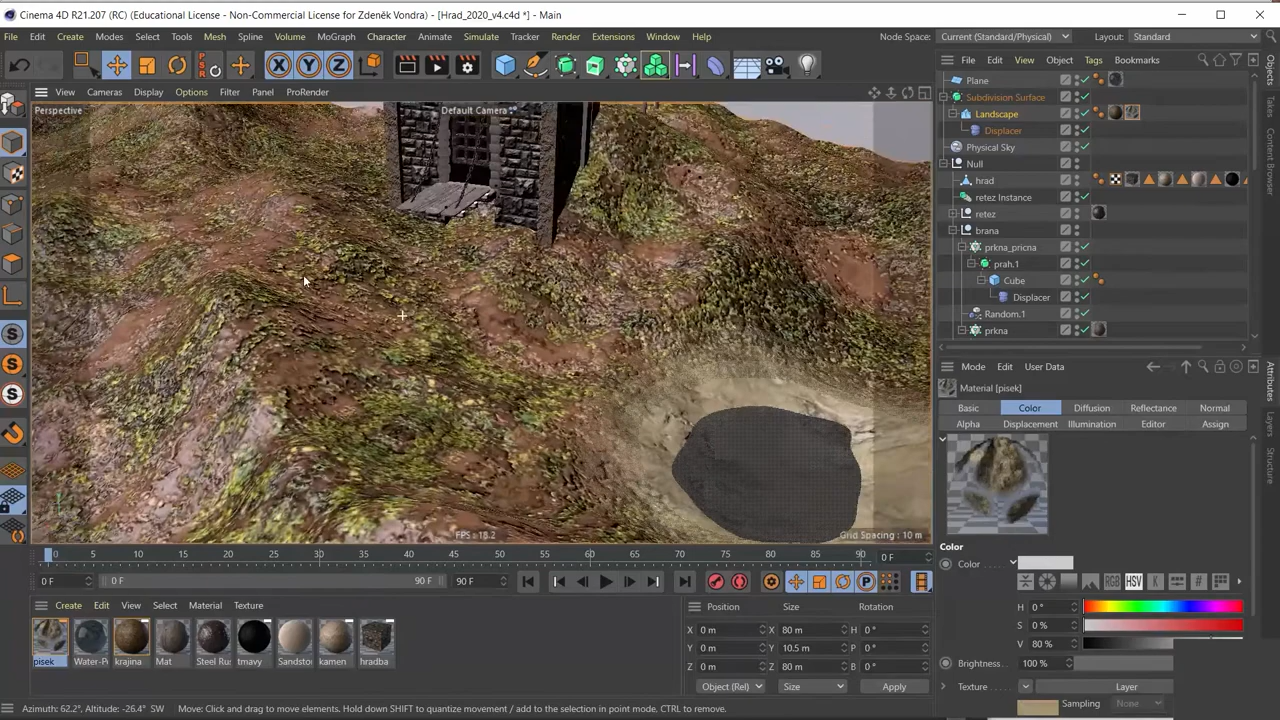 Cinema 4D R21.207 (RC) (Educational License - Non-Commercial License for Zdeněk Vondra) - [Hrad_2020_v4.c4d *] - Main
File Edit Create Modes Select Tools Mesh Spline Volume MoGraph Character Animate Simulate Tracker Render Extensions Window Help Node Space: Current (Standard/Physical) Layout: Standard
PSR
X Y Z
File Edit View Object Tags Bookmarks
View Cameras Display Options Filter Panel ProRender
Perspective Default Camera
Plane
Subdivision Surface
Landscape
Displacer
Physical Sky
Null
hrad
retez Instance
retez
brana
prkna_pricna
prah.1
Cube
Displacer
Random.1
prkna
Objects
Takes
Content Browser
Mode Edit User Data
Material [pisek]
Basic Color Diffusion Reflectance Normal
Alpha Displacement Illumination Editor Assign
Attributes
Layers
Structure
FPS : 18.2 Grid Spacing : 10 m
0 5 10 15 20 25 30 35 40 45 50 55 60 65 70 75 80 85 90 0 F
0 F 0 F 90 F 90 F
Color
Color
RGB HSV K #
H 0 °
S 0 %
V 80 %
Brightness 100 %
Texture Layer
Sampling None
Create Edit View Select Material Texture
pisek Water-P krajina Mat Steel Ru tmavy Sandsto kamen hradba
Position Size Rotation
X 0 m X 80 m H 0 °
Y 0 m Y 10.5 m P 0 °
Z 0 m Z 80 m B 0 °
Object (Rel) Size Apply
Azimuth: 62.2°, Altitude: -26.4° SW Move: Click and drag to move elements. Hold down SHIFT to quantize movement / add to the selection in point mode, CTRL to remove.